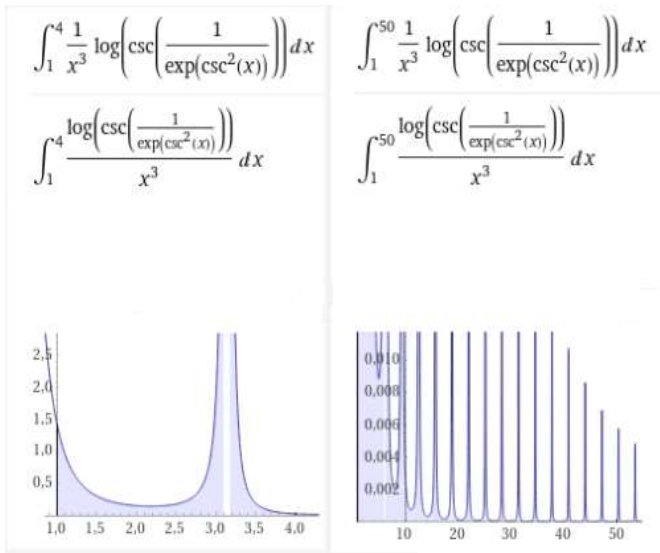 ∫₁⁴ 1/x³ log(csc(1/exp(csc²(x)))) dx
∫₁⁵⁰ 1/x³ log(csc(1/exp(csc²(x)))) dx
∫₁⁴ log(csc(1/exp(csc²(x))))/x³ dx
∫₁⁵⁰ log(csc(1/exp(csc²(x))))/x³ dx
2,5
2,0
1,5
1,0
0,5
1,0 1,5 2,0 2,5 3,0 3,5 4,0
0,010
0,008
0,006
0,004
0,002
10 20 30 40 50